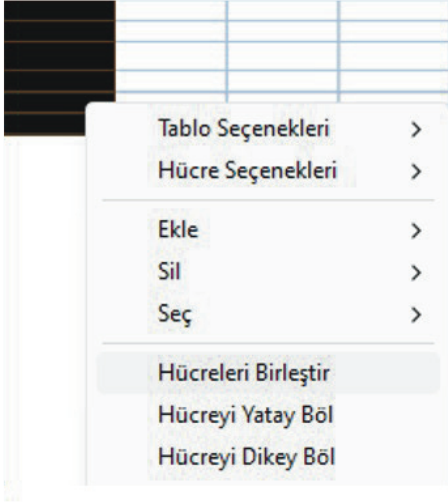 Tablo Seçenekleri
Hücre Seçenekleri
Ekle
Sil
Seç
Hücreleri Birleştir
Hücreyi Yatay Böl
Hücreyi Dikey Böl